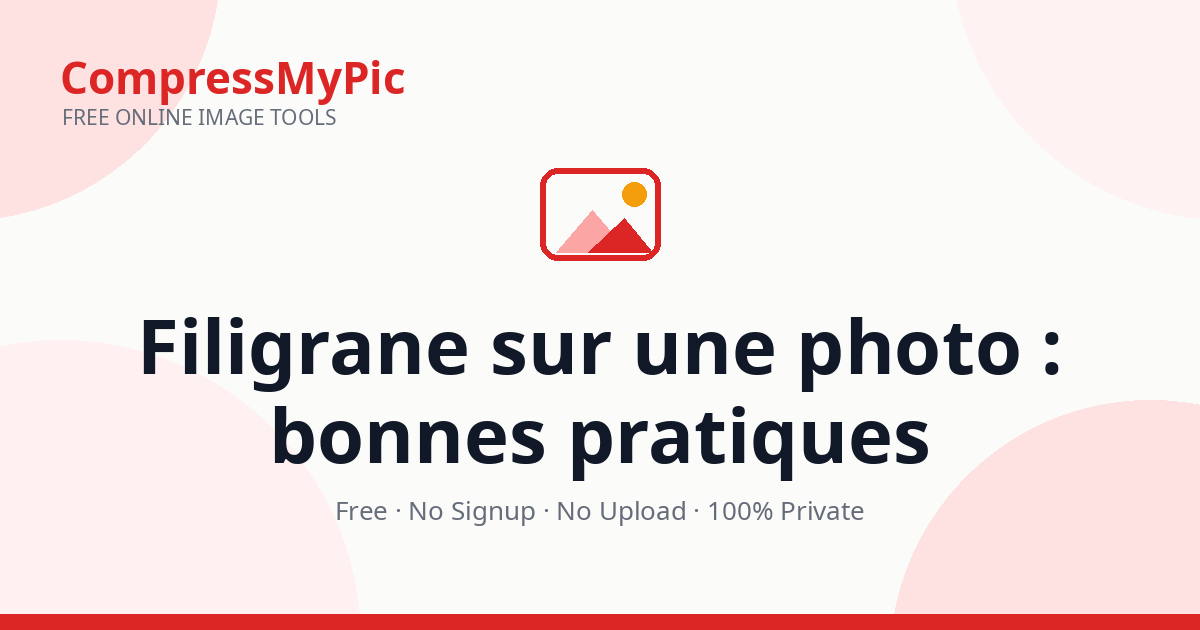 CompressMyPic
FREE ONLINE IMAGE TOOLS
Filigrane sur une photo :
bonnes pratiques
Free · No Signup · No Upload · 100% Private